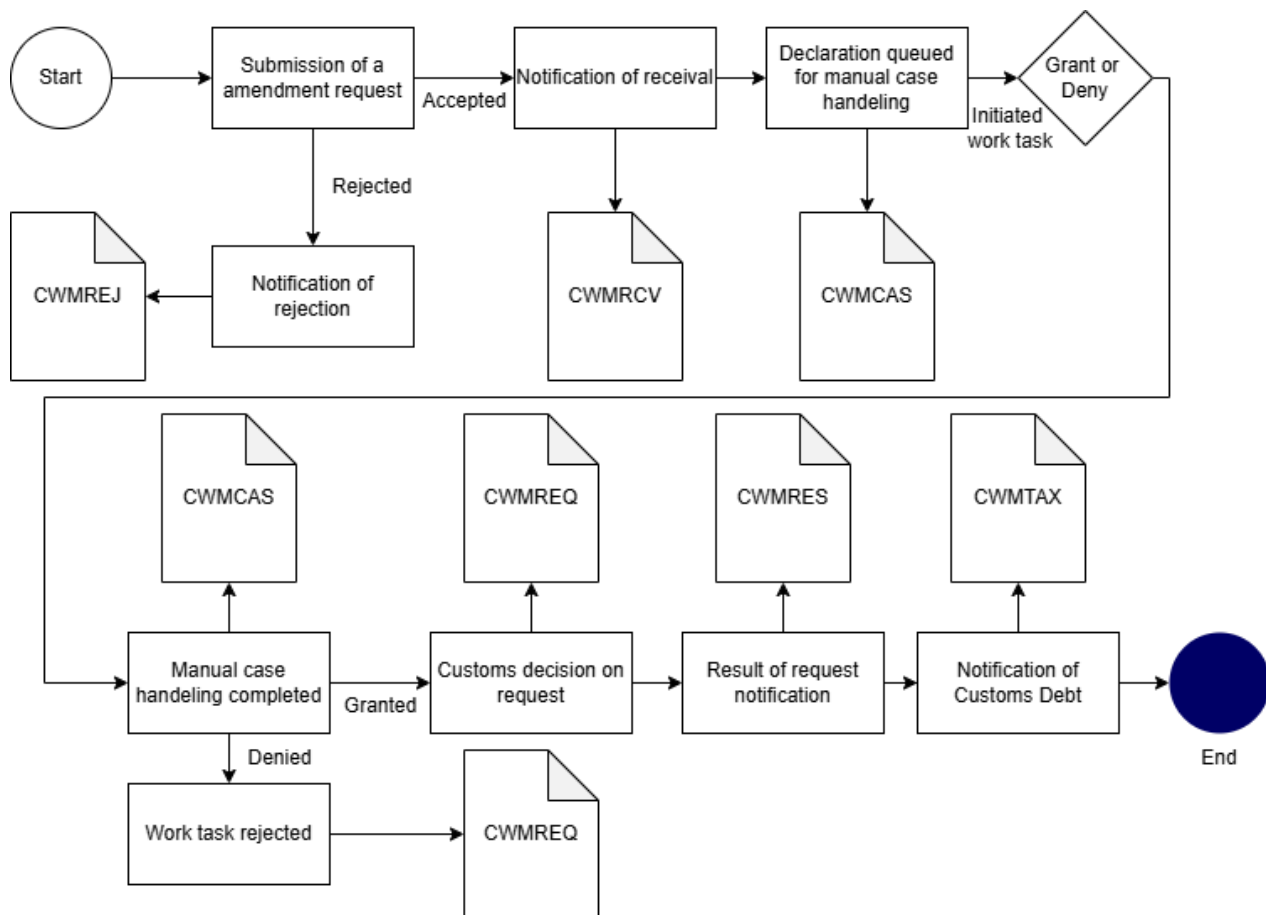 Start
Submission of a
amendment request
Accepted
Notification of receival
Declaration queued
for manual case
handeling
Initiated
work task
Grant or
Deny
Rejected
CWMREJ
Notification of
rejection
CWMRCV
CWMCAS
CWMCAS
CWMREQ
CWMRES
CWMTAX
Manual case
handeling completed
Granted
Customs decision on
request
Result of request
notification
Notification of
Customs Debt
End
Denied
Work task rejected
CWMREQ